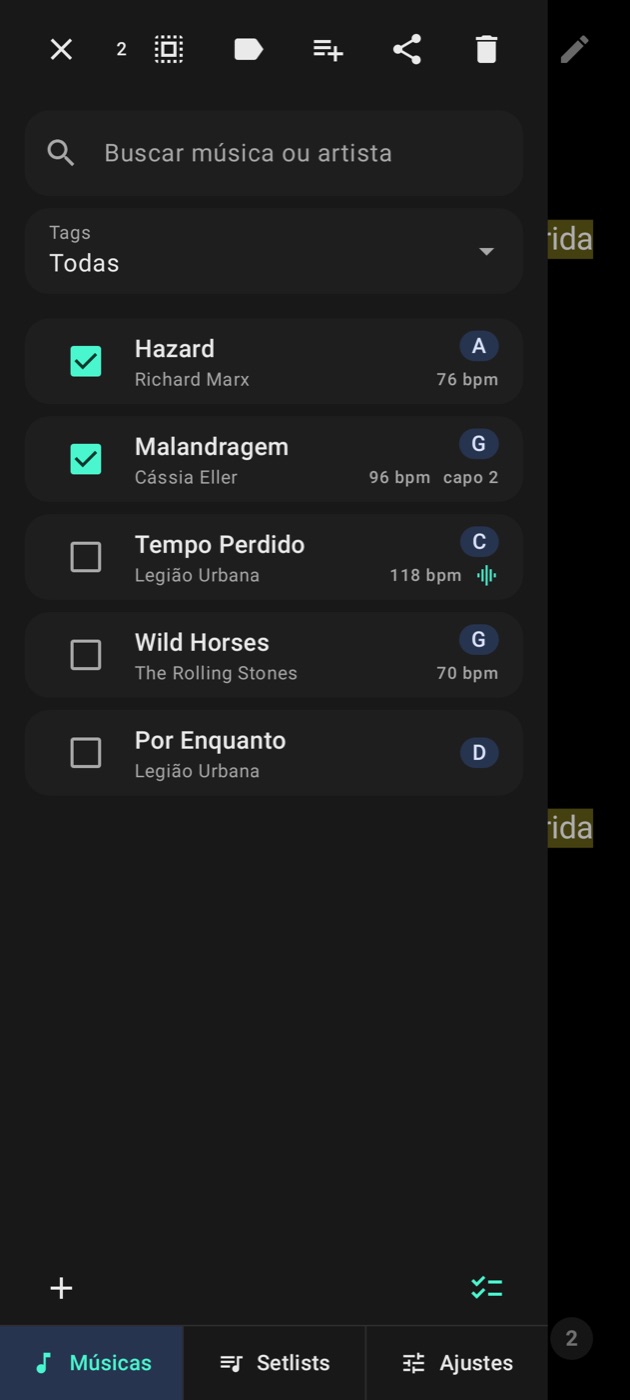 2
Buscar música ou artista
Tags
Todas
Hazard
A
Richard Marx
76 bpm
Malandragem
G
Cássia Eller
96 bpm capo 2
Tempo Perdido
C
Legião Urbana
118 bpm
Wild Horses
G
The Rolling Stones
70 bpm
Por Enquanto
D
Legião Urbana
rida
rida
2
Músicas
Setlists
Ajustes